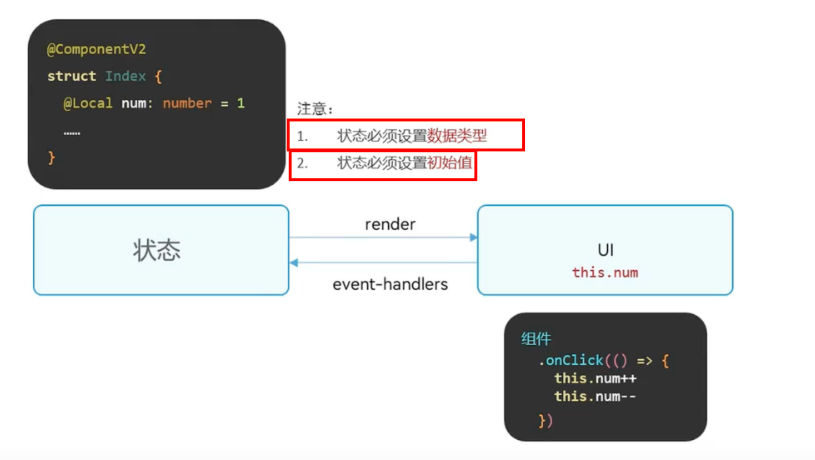 @ComponentV2
struct Index {
@Local num: number = 1
……
}
注意：
1. 状态必须设置数据类型
2. 状态必须设置初始值
状态
render
event-handlers
UI
this.num
组件
.onClick(() => {
this.num++
this.num--
})